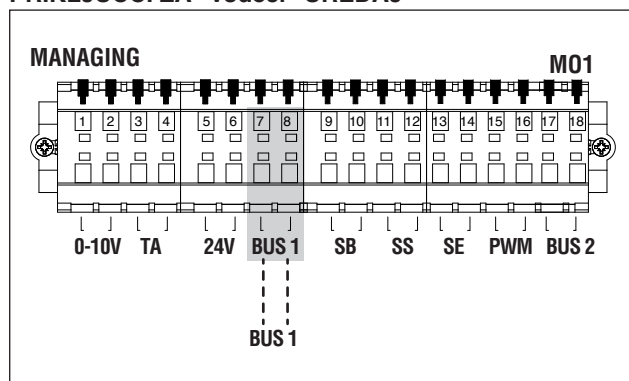 MANAGING
M01
1 2 3 4 5 6 7 8 9 10 11 12 13 14 15 16 17 18
0-10V TA 24V BUS 1 SB SS SE PWM BUS 2
BUS 1